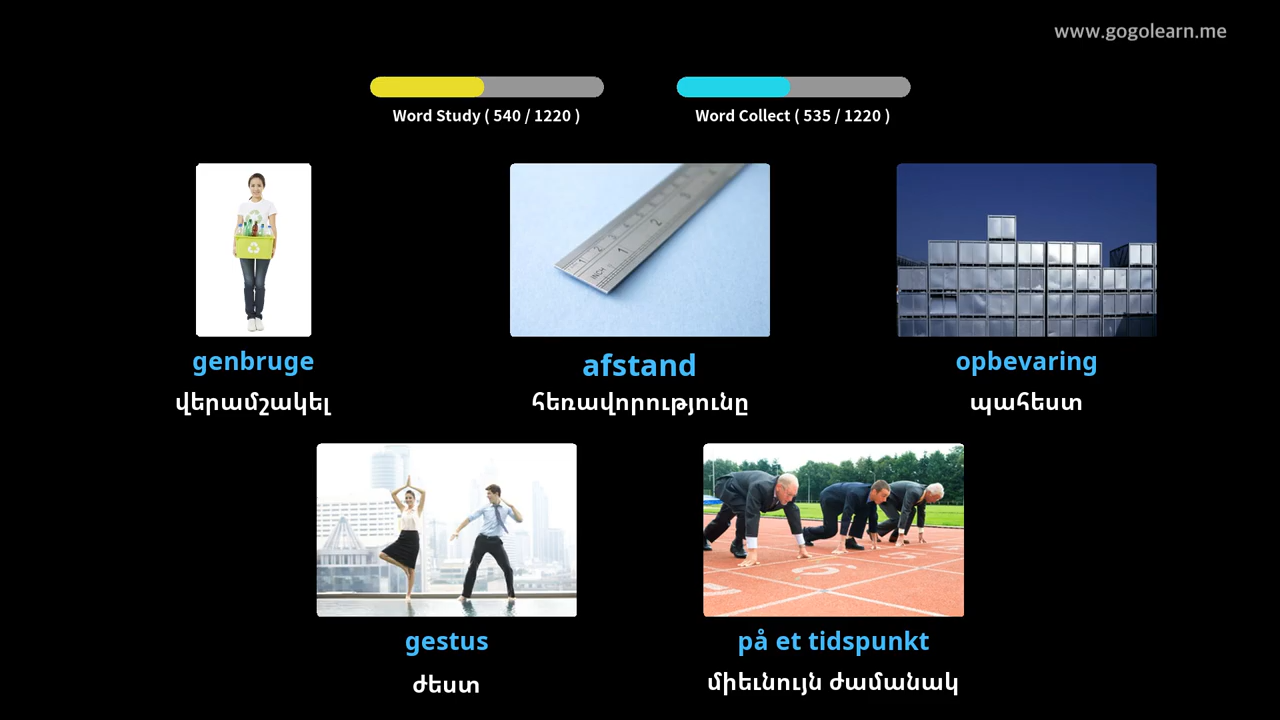 www.gogolearn.me
Word Study ( 540 / 1220 )
Word Collect ( 535 / 1220 )
genbruge
afstand
opbevaring
վերամշակել
հեռավորությունը
պահեստ
gestus
på et tidspunkt
ժեստ
միեւնույն ժամանակ